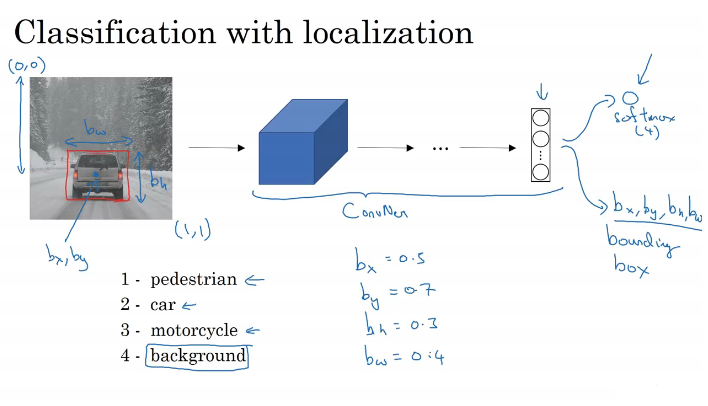 Classification with localization
(0,0)
bw
bh
bx, by
(1,1)
...
ConvNet
softmax
(4)
bx, by, bh, bw
bounding
box
1 - pedestrian
2 - car
3 - motorcycle
4 - background
bx = 0.5
by = 0.7
bh = 0.3
bw = 0.4